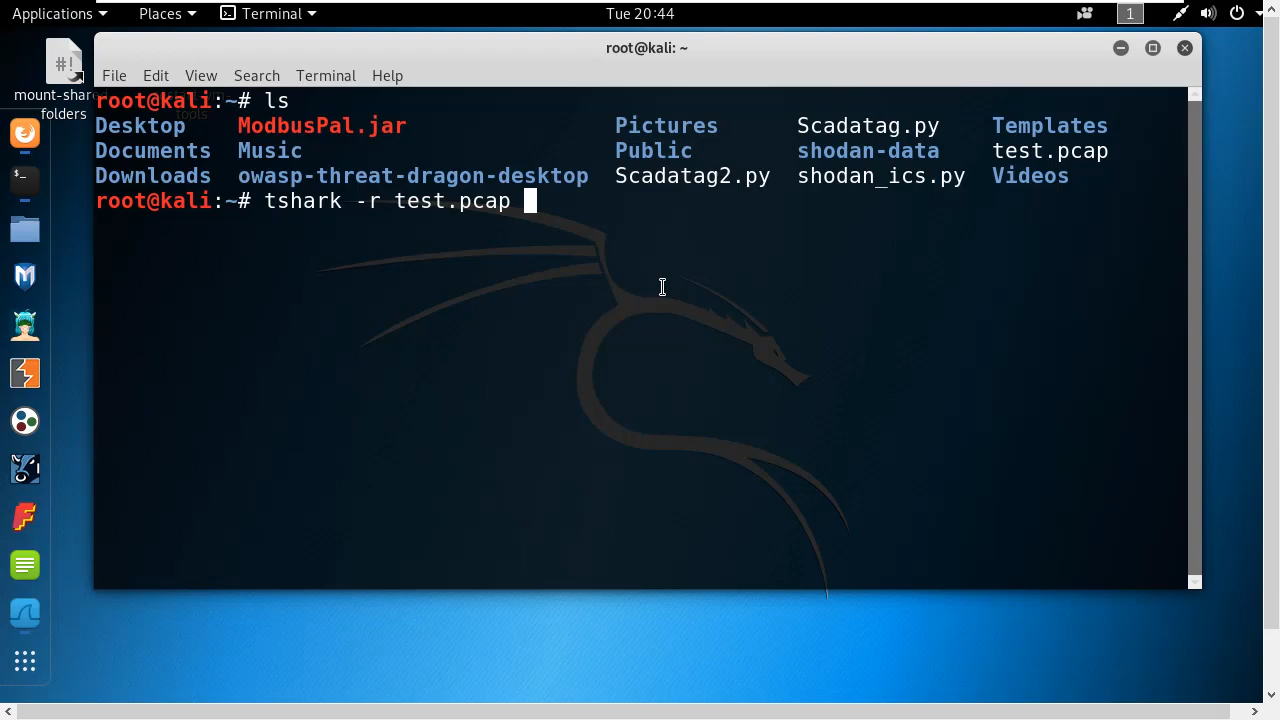 Applications Places Terminal Tue 20:44 1
root@kali: ~
File Edit View Search Terminal Help
mount-shared
folders
tools
root@kali:~# ls
Desktop ModbusPal.jar Pictures Scadatag.py Templates
Documents Music Public shodan-data test.pcap
Downloads owasp-threat-dragon-desktop Scadatag2.py shodan_ics.py Videos
root@kali:~# tshark -r test.pcap